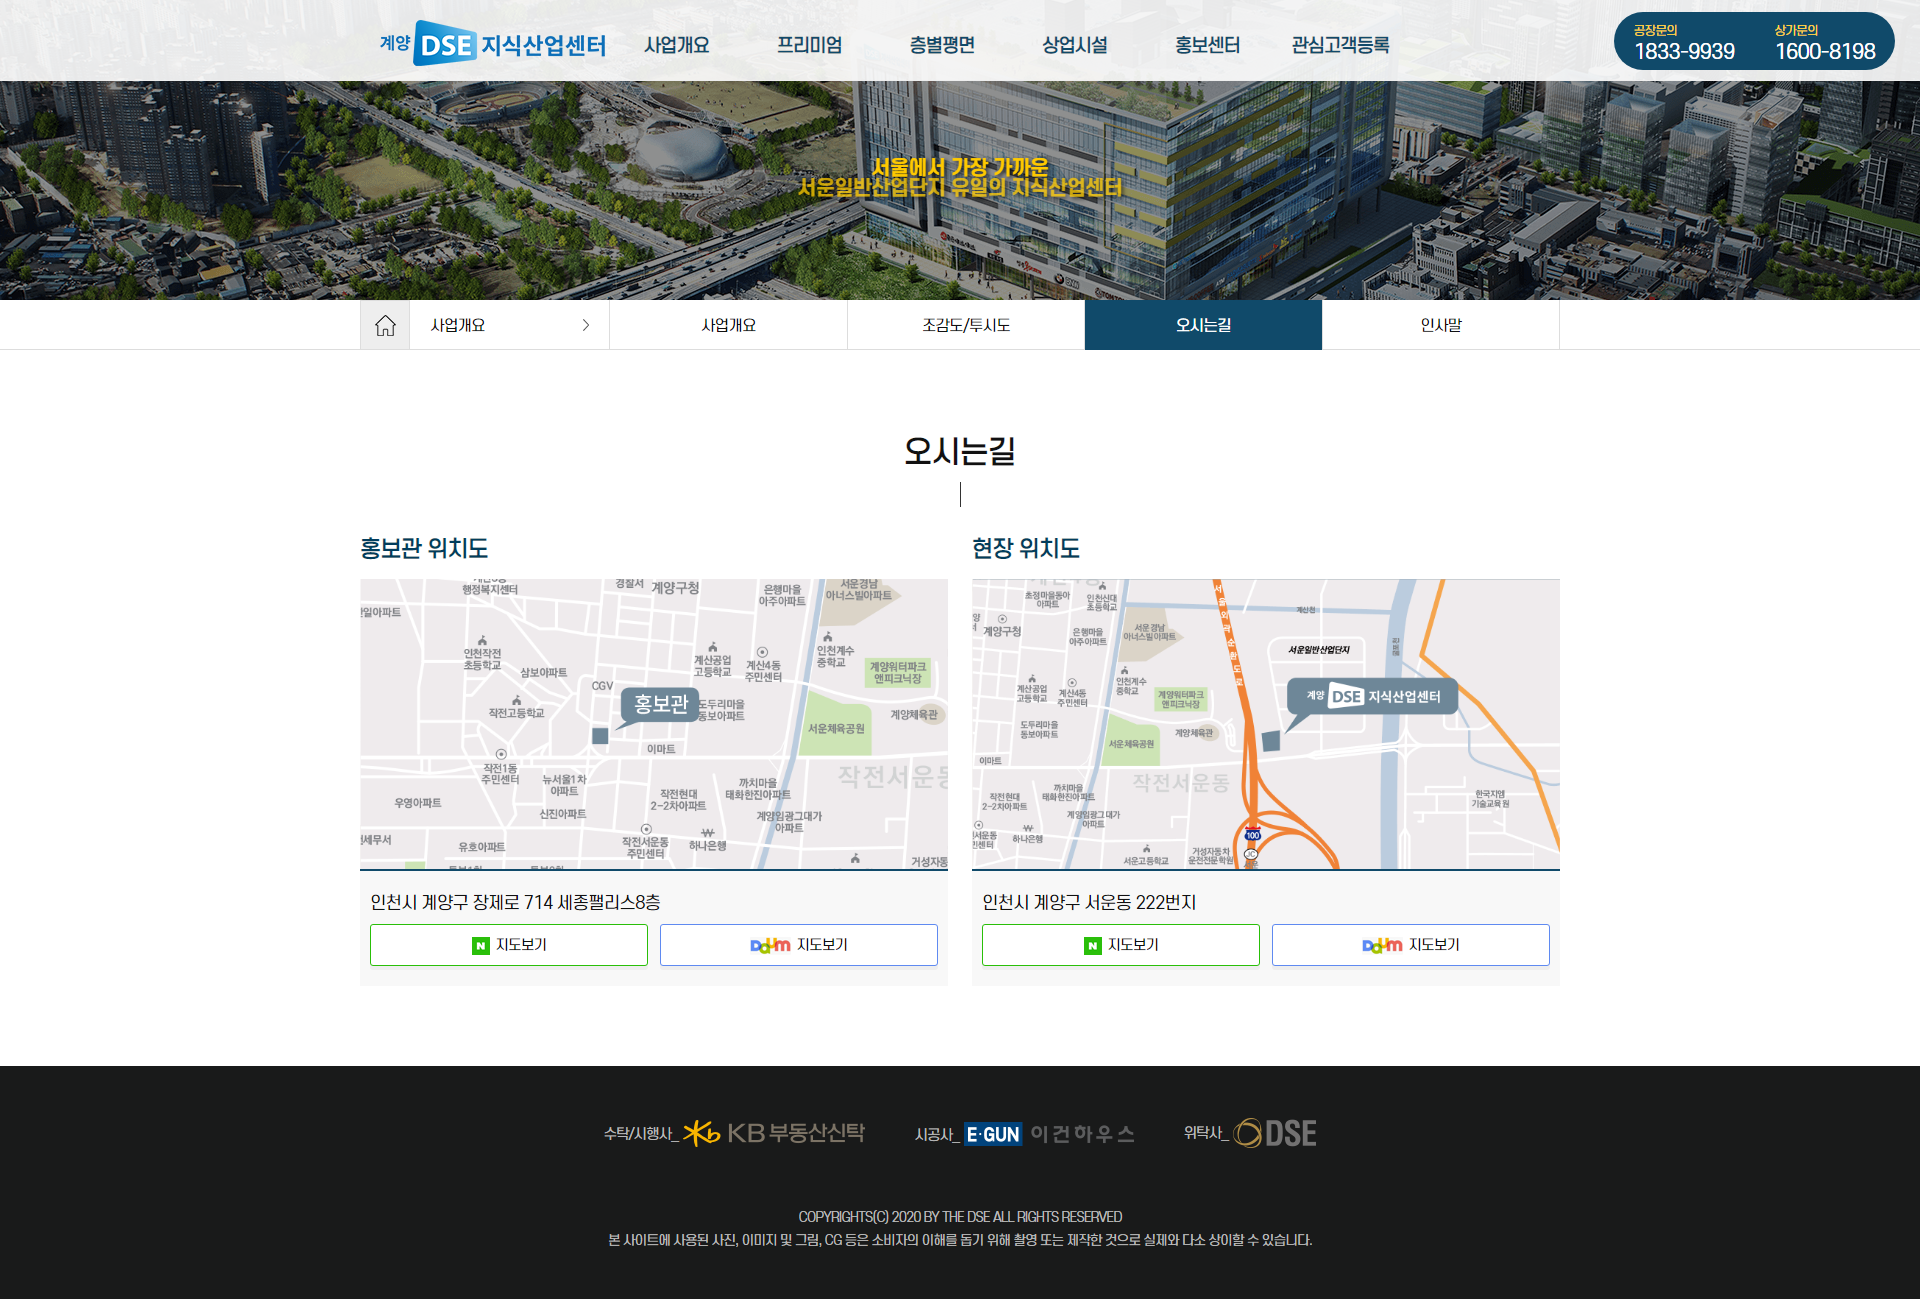 계양 DSE 지식산업센터
사업개요
프리미엄
층별평면
상업시설
홍보센터
관심고객등록
공장문의
1833-9939
상가문의
1600-8198
서울에서 가장 가까운
서운일반산업단지 유일의 지식산업센터
사업개요
사업개요
조감도/투시도
오시는길
인사말
오시는길
홍보관 위치도
행정복지센터
경찰서
계양구청
은행마을
아주아파트
서운경남
아너스빌아파트
인천작전
초등학교
삼보아파트
CGV
계산공업
고등학교
계산4동
주민센터
인천계수
중학교
계양워터파크
앤피크닉장
작전고등학교
홍보관
도두리마을
동보아파트
서운체육공원
계양체육관
이마트
작전1동
주민센터
뉴서울1차
아파트
까치마을
태화한진아파트
작전서운동
우영아파트
신진아파트
작전현대
2-2차아파트
계양임광그대가
아파트
유호아파트
작전서운동
주민센터
하나은행
인천시 계양구 장제로 714 세종팰리스8층
N 지도보기
Daum 지도보기
현장 위치도
초정마을동아
아파트
인천신대
초등학교
계양구청
은행마을
아주아파트
서운경남
아너스빌아파트
서울외곽순환도로
계산천
서운일반산업단지
계산공업
고등학교
계산4동
주민센터
인천계수
중학교
계양워터파크
앤피크닉장
계양 DSE 지식산업센터
도두리마을
동보아파트
서운체육공원
계양체육관
이마트
작전서운동
작전현대
2-2차아파트
까치마을
태화한진아파트
계양임광그대가
아파트
하나은행
한국지엠
기술교육원
100
JC
서운고등학교
거성자동차
운전전문학원
인천시 계양구 서운동 222번지
N 지도보기
Daum 지도보기
수탁/시행사_ KB부동산신탁
시공사_ E·GUN 이건하우스
위탁사_ DSE
COPYRIGHTS(C) 2020 BY THE DSE ALL RIGHTS RESERVED
본 사이트에 사용된 사진, 이미지 및 그림, CG 등은 소비자의 이해를 돕기 위해 촬영 또는 제작한 것으로 실제와 다소 상이할 수 있습니다.